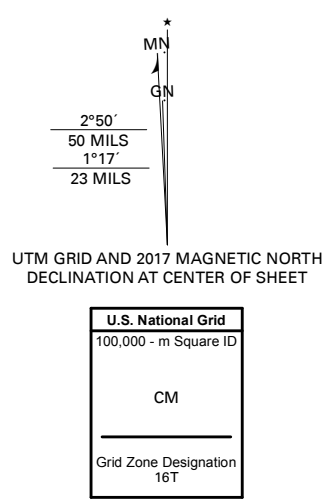 ★
MN
GN
2°50´
50 MILS
1°17´
23 MILS
UTM GRID AND 2017 MAGNETIC NORTH
DECLINATION AT CENTER OF SHEET
U.S. National Grid
100,000 - m Square ID
CM
Grid Zone Designation
16T